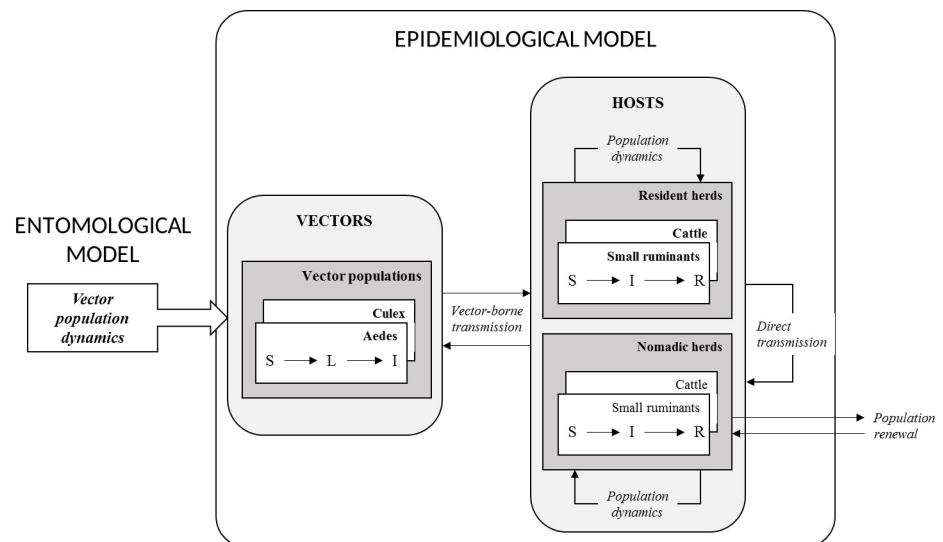 EPIDEMIOLOGICAL MODEL
HOSTS
Population
dynamics
Resident herds
Cattle
Small ruminants
S I R
ENTOMOLOGICAL
MODEL
Vector
population
dynamics
VECTORS
Vector populations
Culex
Aedes
S L I
Vector-borne
transmission
Direct
transmission
Nomadic herds
Cattle
Small ruminants
S I R
Population
renewal
Population
dynamics